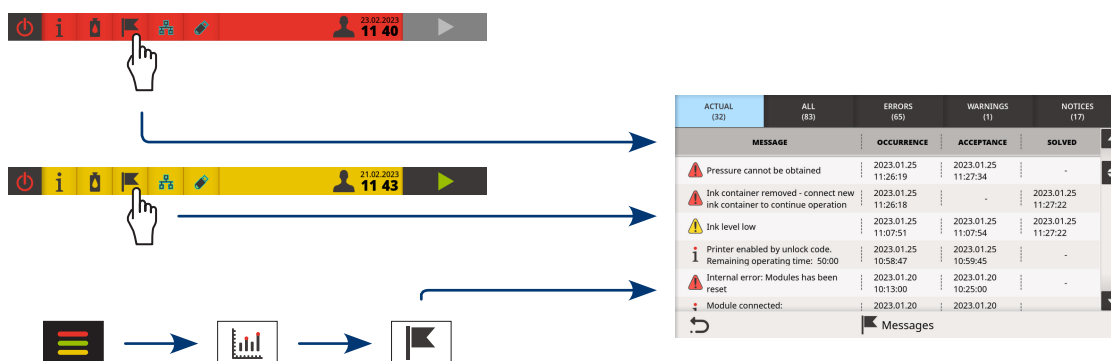 23.02.2023
11 40
21.02.2023
11 43
ACTUAL
(32)
ALL
(83)
ERRORS
(65)
WARNINGS
(1)
NOTICES
(17)
MESSAGE OCCURRENCE ACCEPTANCE SOLVED
Pressure cannot be obtained
2023.01.25
11:26:19
2023.01.25
11:27:34
-
Ink container removed - connect new
ink container to continue operation
2023.01.25
11:26:18
-
2023.01.25
11:27:22
Ink level low
2023.01.25
11:07:51
2023.01.25
11:07:54
2023.01.25
11:27:22
Printer enabled by unlock code.
Remaining operating time: 50:00
2023.01.25
10:58:47
2023.01.25
10:59:45
-
Internal error: Modules has been
reset
2023.01.20
10:13:00
2023.01.20
10:25:00
-
Module connected:
2023.01.20
2023.01.20
Messages